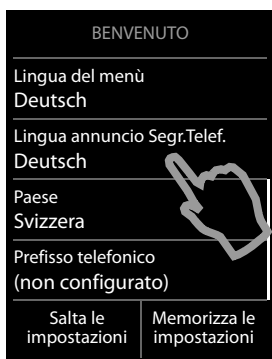 BENVENUTO
Lingua del menù
Deutsch
Lingua annuncio Segr.Telef.
Deutsch
Paese
Svizzera
Prefisso telefonico
(non configurato)
Salta le
impostazioni
Memorizza le
impostazioni